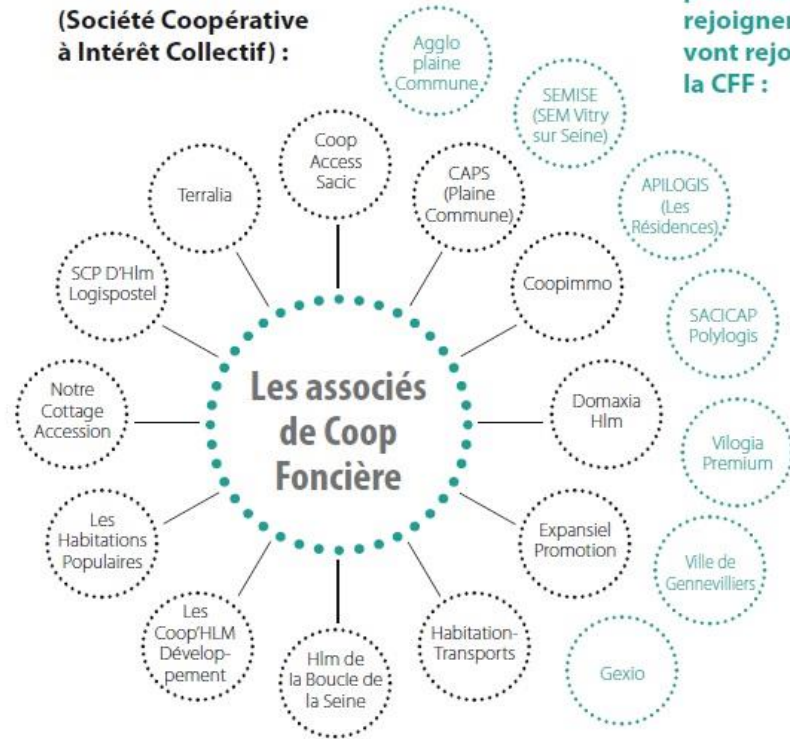 (Société Coopérative
à Intérêt Collectif) :
rejoigner
vont rejo
la CFF :
Agglo
plaine
Commune
SEMISE
(SEM Vitry
sur Seine)
APILOGIS
(Les
Résidences)
SACICAP
Polylogis
Vilogia
Premium
Ville de
Gennevilliers
Gexio
Coop
Access
Sacic
CAPS
(Plaine
Commune)
Coopimmo
Domaxia
Hlm
Expansiel
Promotion
Habitation-
Transports
Hlm de
la Boucle de
la Seine
Les
Coop'HLM
Dévelop-
pement
Les
Habitations
Populaires
Notre
Cottage
Accession
SCP D'Hlm
Logispostel
Terralia
Les associés
de Coop
Foncière